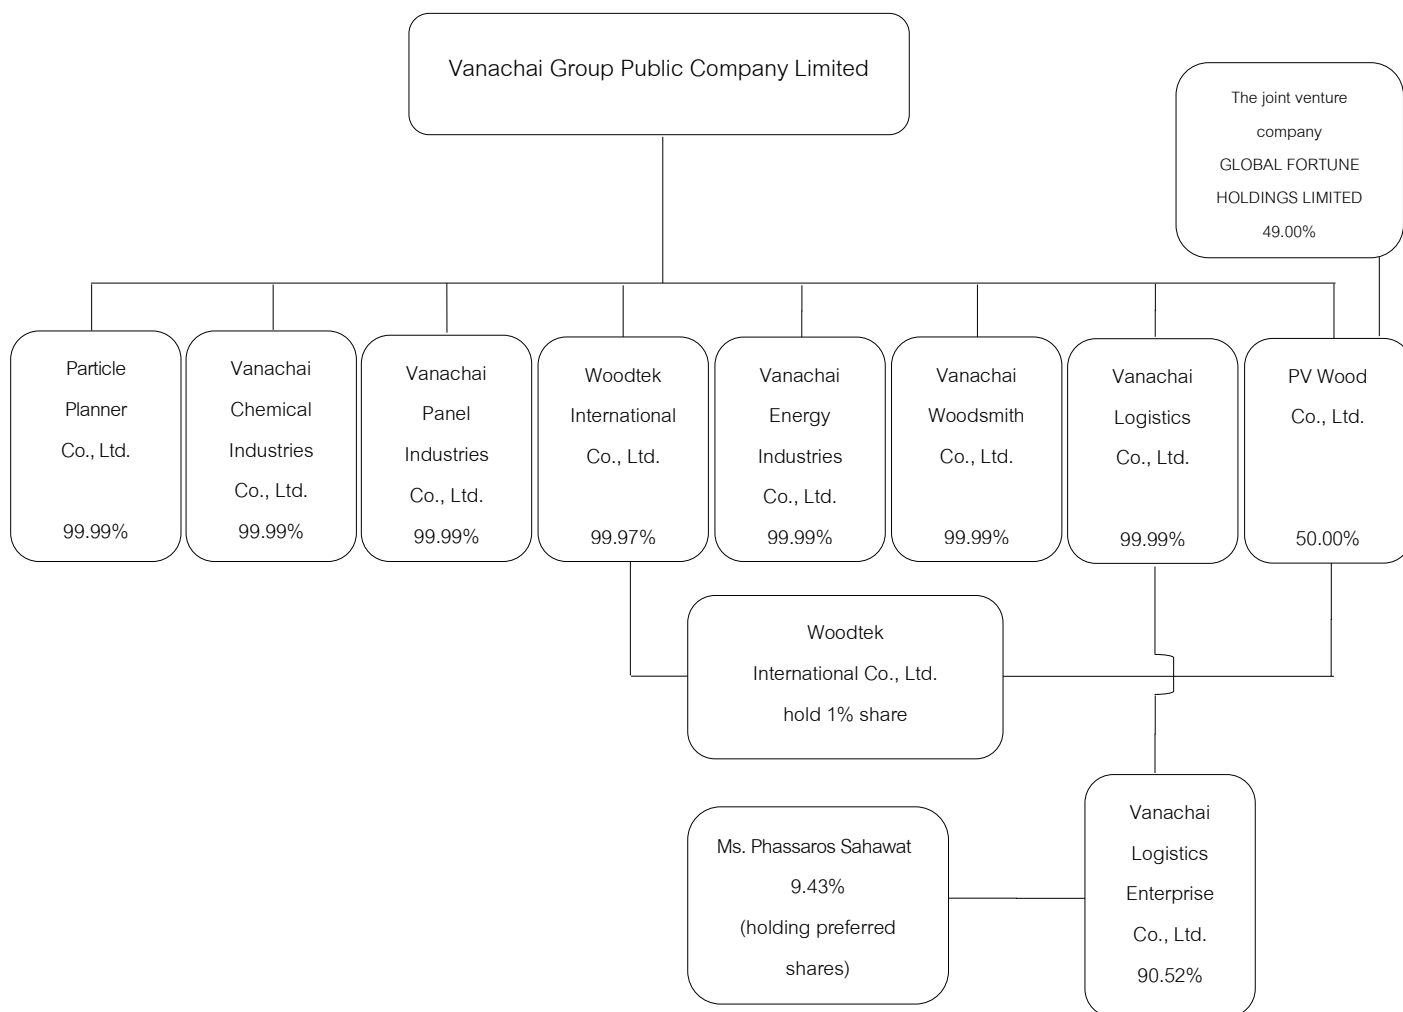 Vanachai Group Public Company Limited
The joint venture
company
GLOBAL FORTUNE
HOLDINGS LIMITED
49.00%
Particle
Planner
Co., Ltd.
99.99%
Vanachai
Chemical
Industries
Co., Ltd.
99.99%
Vanachai
Panel
Industries
Co., Ltd.
99.99%
Woodtek
International
Co., Ltd.
99.97%
Vanachai
Energy
Industries
Co., Ltd.
99.99%
Vanachai
Woodsmith
Co., Ltd.
99.99%
Vanachai
Logistics
Co., Ltd.
99.99%
PV Wood
Co., Ltd.
50.00%
Woodtek
International Co., Ltd.
hold 1% share
Ms. Phassaros Sahawat
9.43%
(holding preferred
shares)
Vanachai
Logistics
Enterprise
Co., Ltd.
90.52%